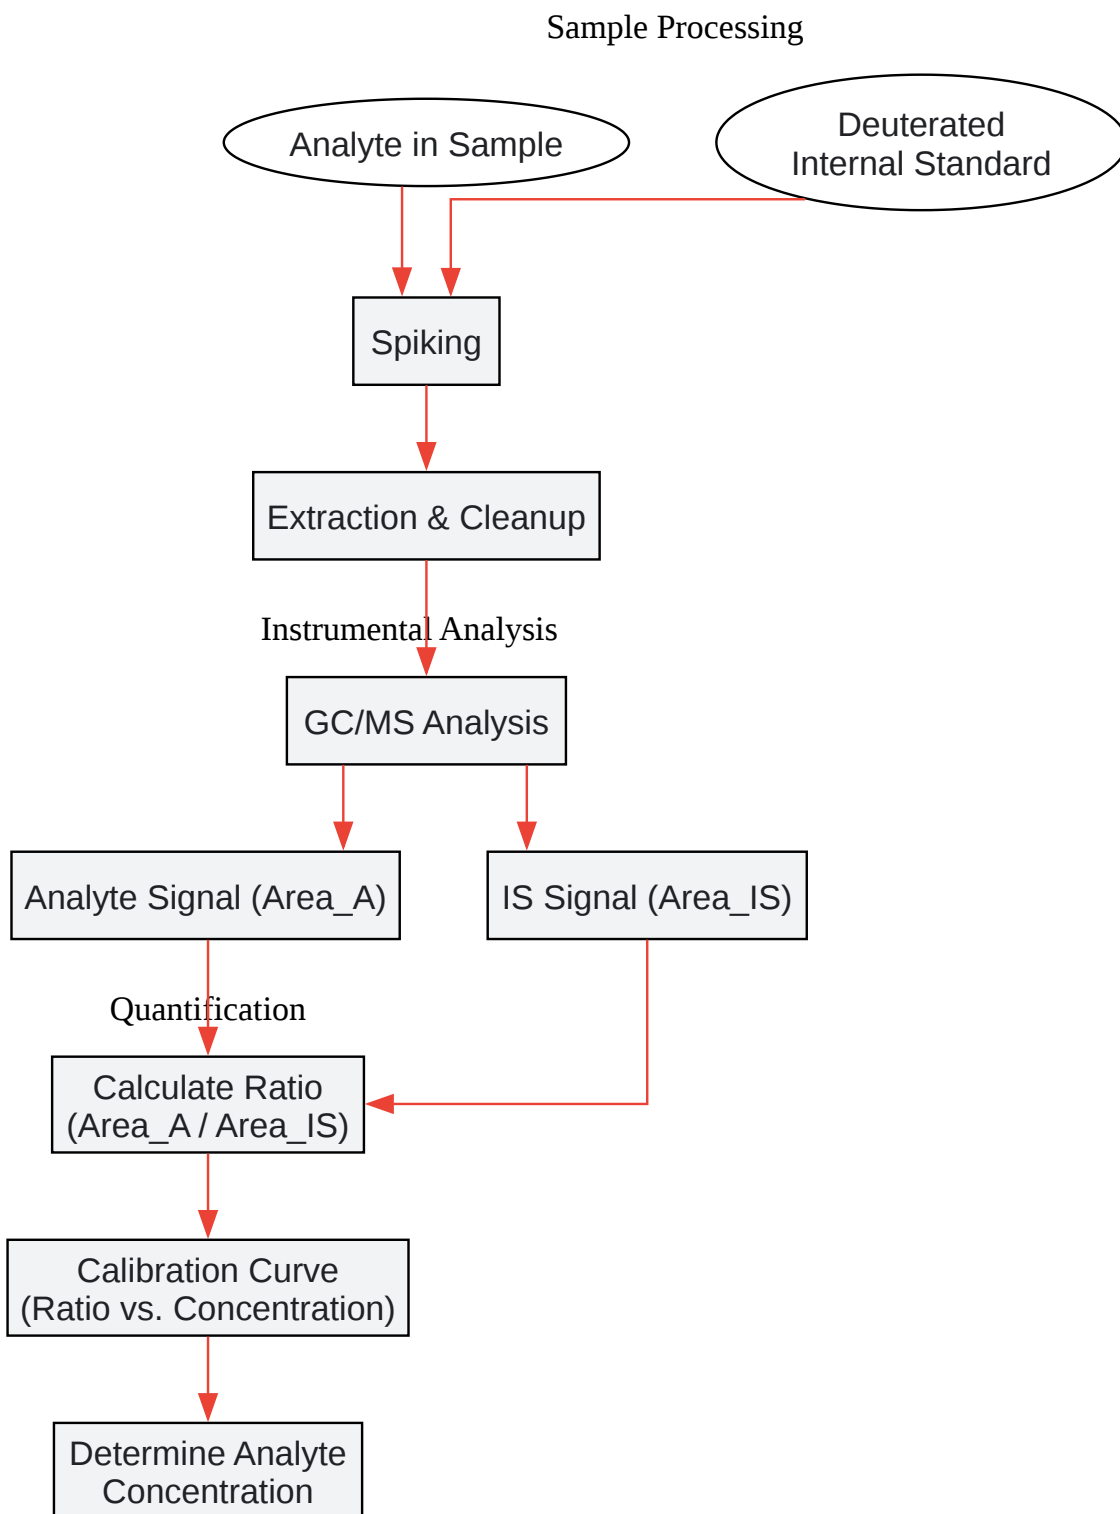 Sample Processing
Analyte in Sample
Deuterated
Internal Standard
Spiking
Extraction & Cleanup
Instrumental Analysis
GC/MS Analysis
Analyte Signal (Area_A)
IS Signal (Area_IS)
Quantification
Calculate Ratio
(Area_A / Area_IS)
Calibration Curve
(Ratio vs. Concentration)
Determine Analyte
Concentration